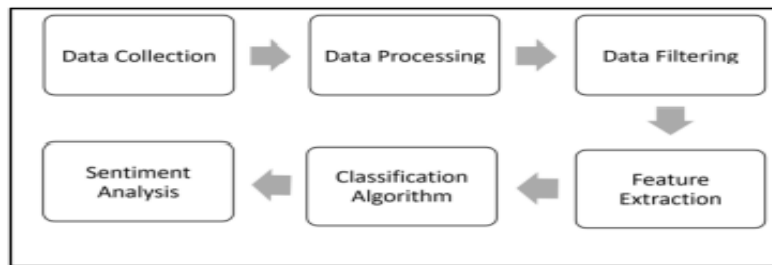 Data Collection
Data Processing
Data Filtering
Feature
Extraction
Classification
Algorithm
Sentiment
Analysis